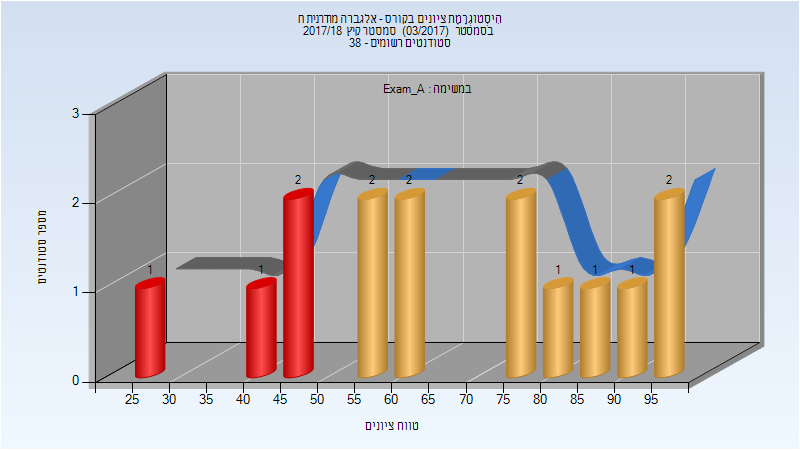 היסטוגרמת ציונים בקורס - אלגברה מודרנית ח
בסמסטר (03/2017) סמסטר קיץ 2017/18
סטודנטים רשומים - 38
במשימה : Exam_A
מספר סטודנטים
3
2
1
0
1 1 2 2 2 2 1 1 1 2
25 30 35 40 45 50 55 60 65 70 75 80 85 90 95
טווח ציונים